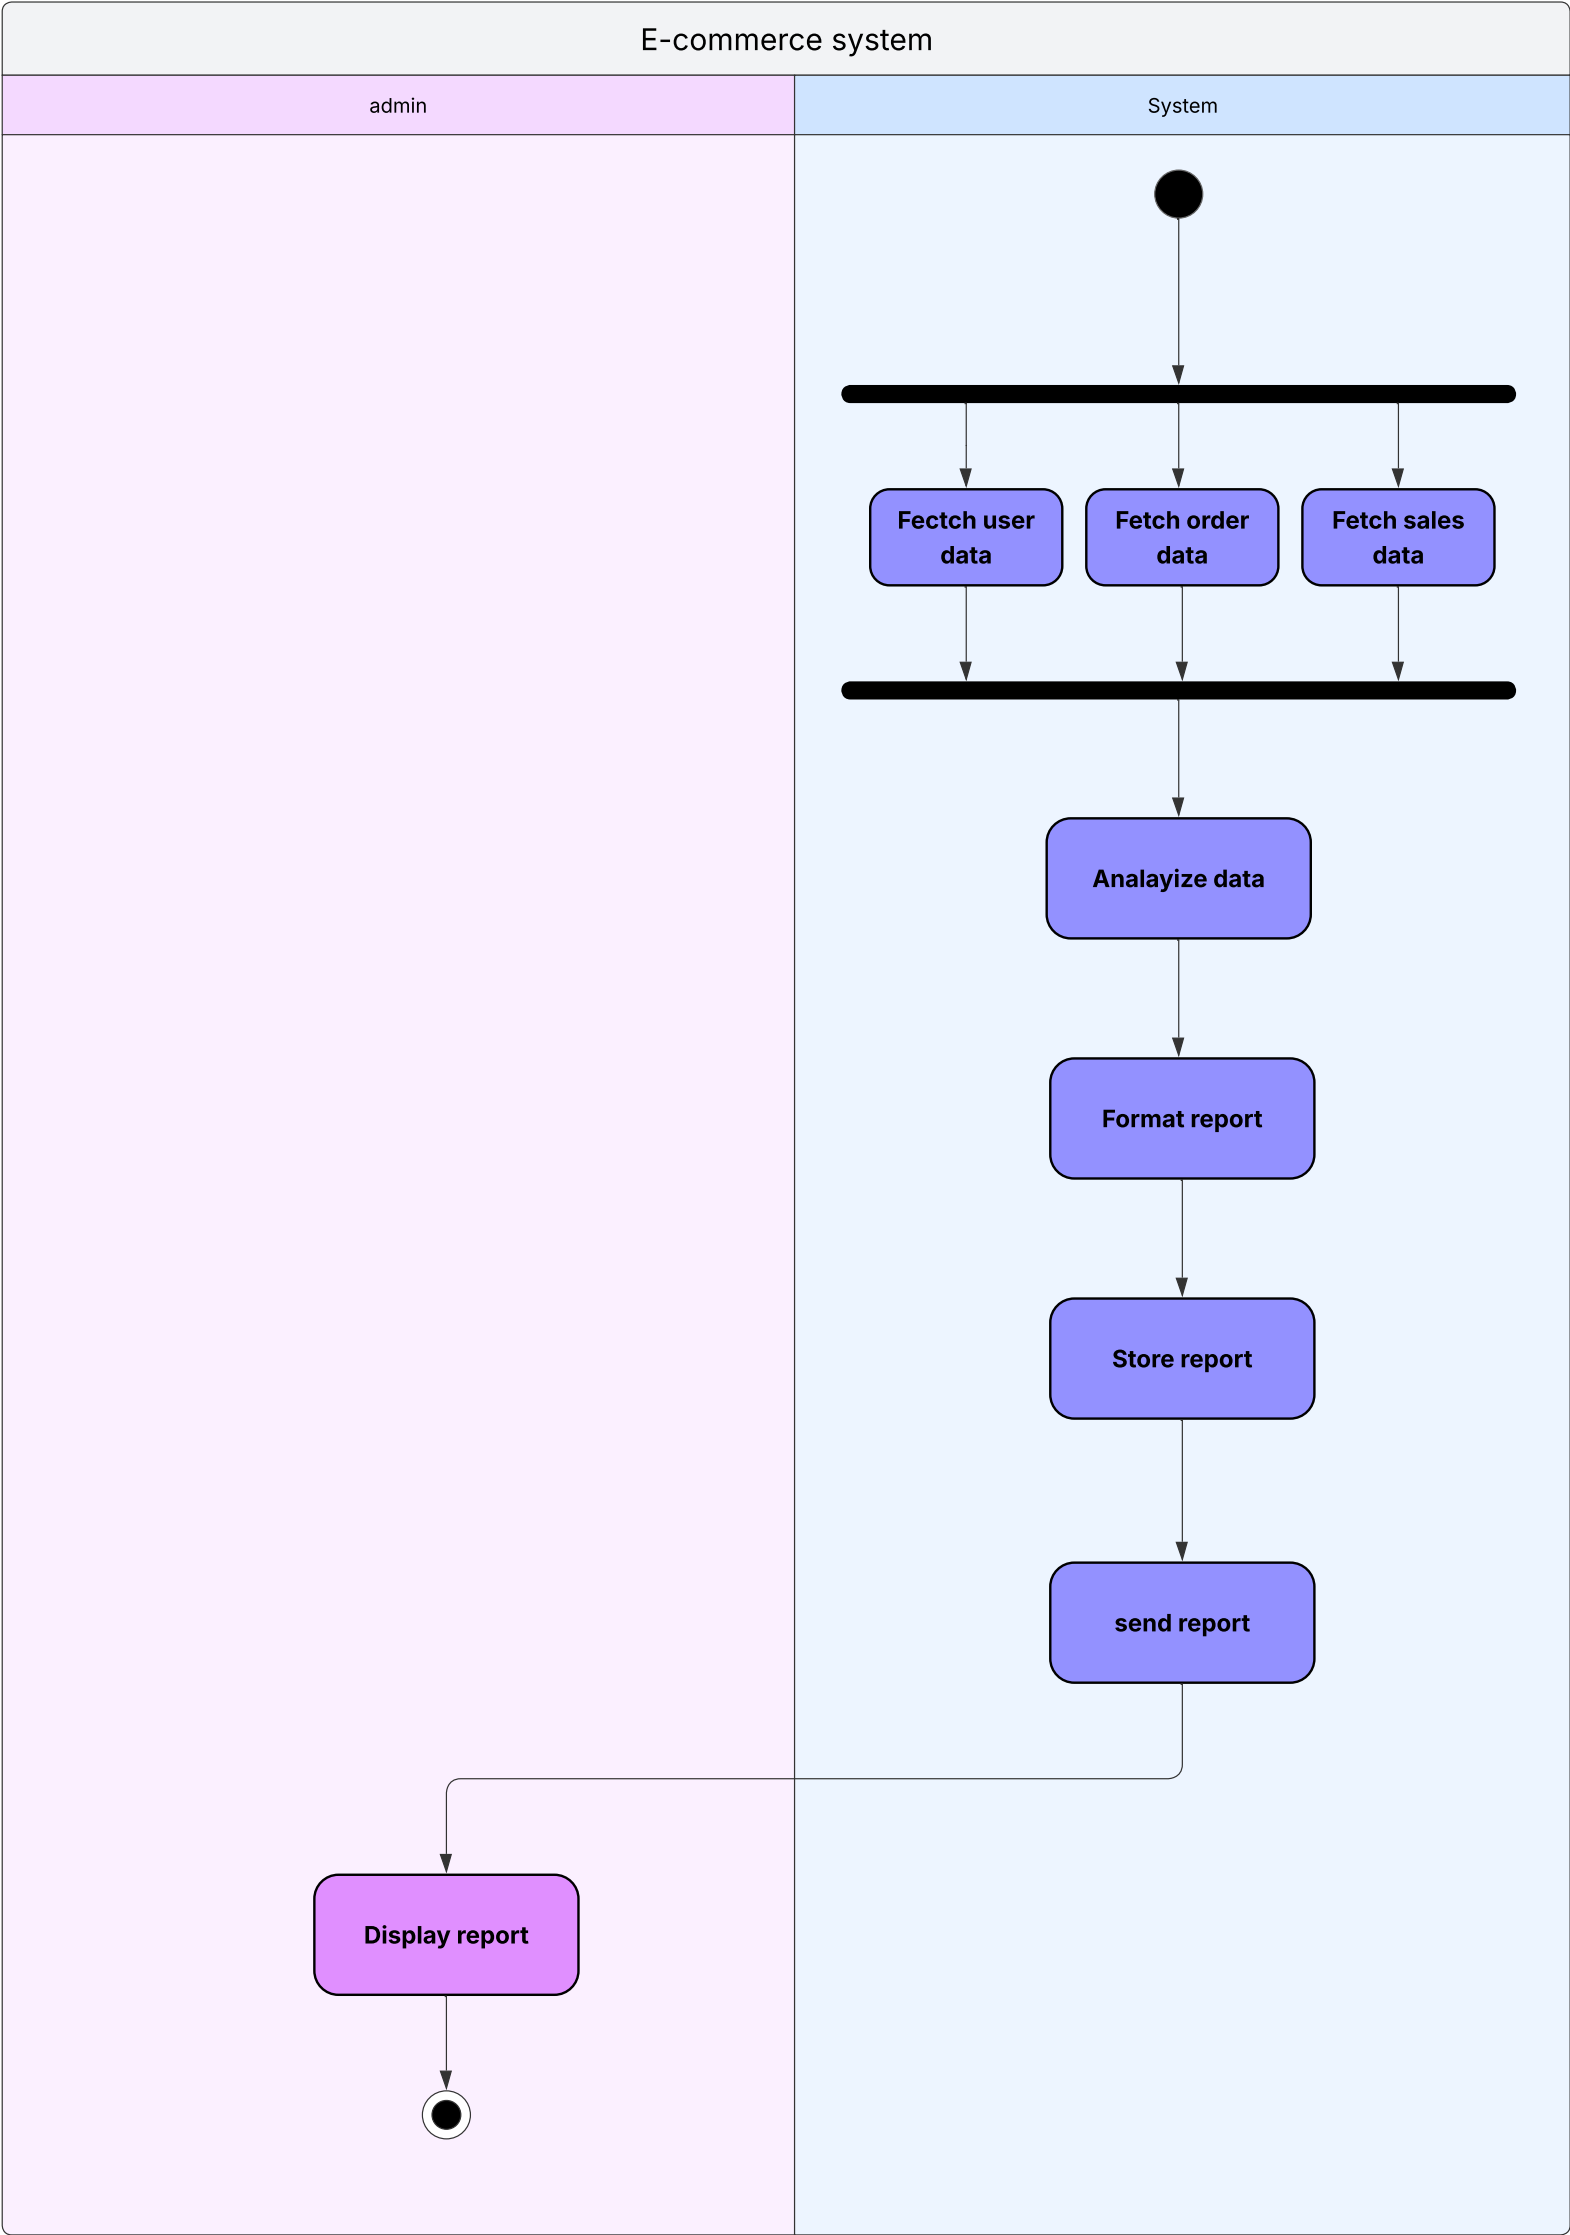 E-commerce system
admin
System
Fectch user
data
Fetch order
data
Fetch sales
data
Analayize data
Format report
Store report
send report
Display report